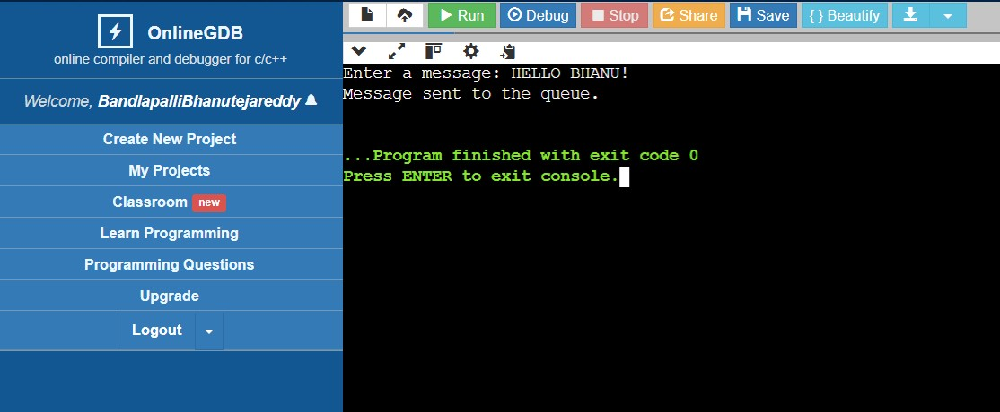 OnlineGDB
online compiler and debugger for c/c++
Welcome, BandlapalliBhanutejareddy
Create New Project
My Projects
Classroom new
Learn Programming
Programming Questions
Upgrade
Logout
Run Debug Stop Share Save { } Beautify
Enter a message: HELLO BHANU!
Message sent to the queue.
...Program finished with exit code 0
Press ENTER to exit console.